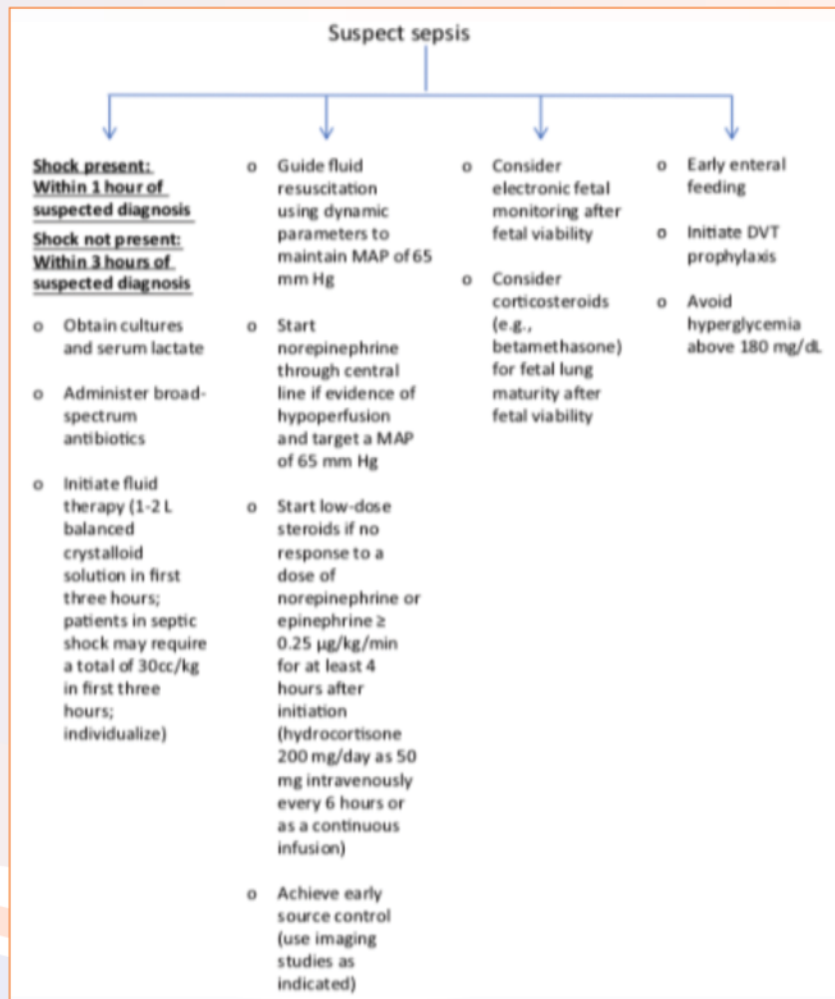 Suspect sepsis
Shock present:
Within 1 hour of
suspected diagnosis
Shock not present:
Within 3 hours of
suspected diagnosis
o Obtain cultures
and serum lactate
o Administer broad-
spectrum
antibiotics
o Initiate fluid
therapy (1-2 L
balanced
crystalloid
solution in first
three hours;
patients in septic
shock may require
a total of 30cc/kg
in first three
hours;
individualize)
o Guide fluid
resuscitation
using dynamic
parameters to
maintain MAP of 65
mm Hg
o Start
norepinephrine
through central
line if evidence of
hypoperfusion
and target a MAP
of 65 mm Hg
o Start low-dose
steroids if no
response to a
dose of
norepinephrine or
epinephrine ≥
0.25 µg/kg/min
for at least 4
hours after
initiation
(hydrocortisone
200 mg/day as 50
mg intravenously
every 6 hours or
as a continuous
infusion)
o Achieve early
source control
(use imaging
studies as
indicated)
o Consider
electronic fetal
monitoring after
fetal viability
o Consider
corticosteroids
(e.g.,
betamethasone)
for fetal lung
maturity after
fetal viability
o Early enteral
feeding
o Initiate DVT
prophylaxis
o Avoid
hyperglycemia
above 180 mg/dL